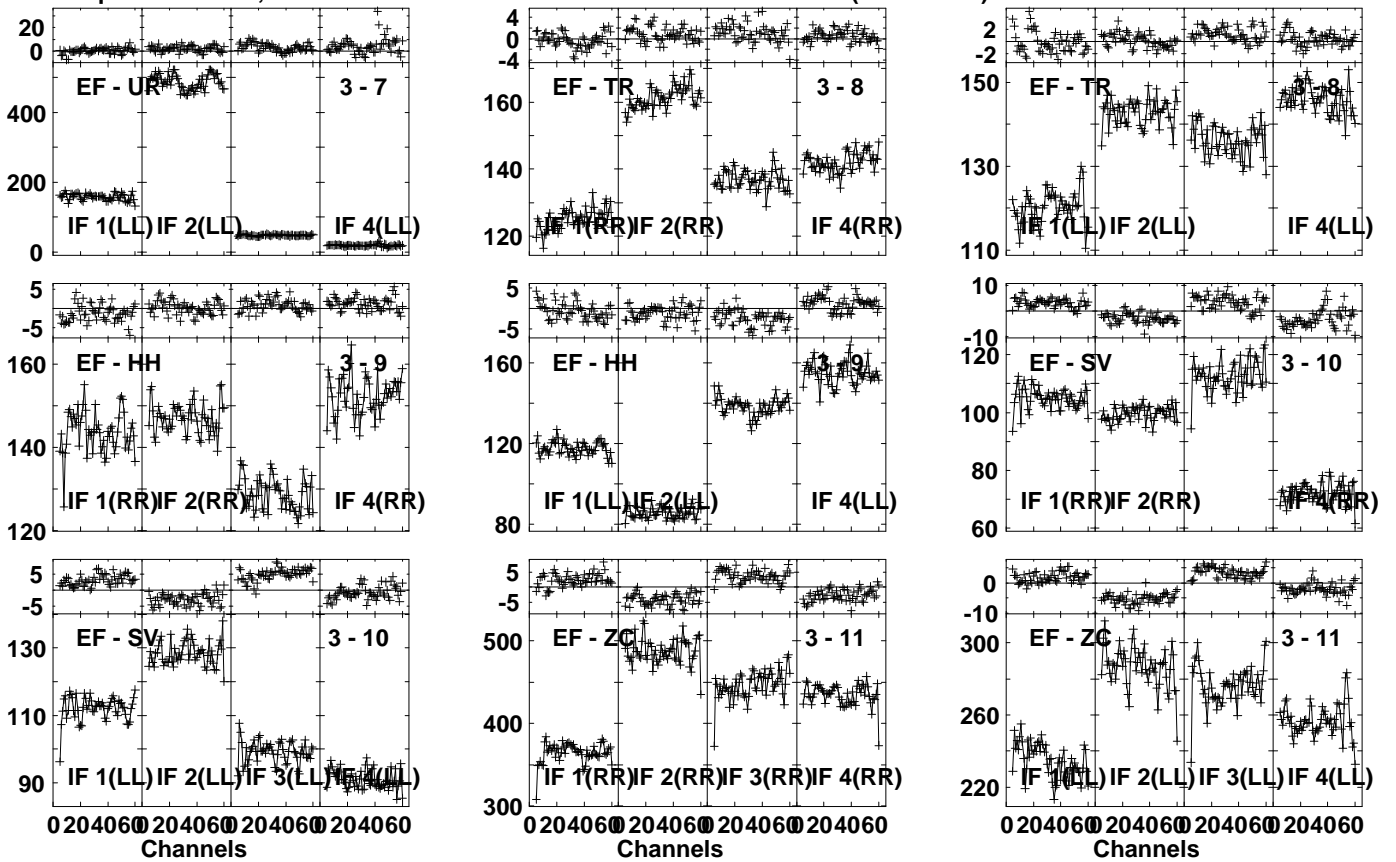 20
0
EF - UR
3 - 7
400
200
0
IF 1(LL)
IF 2(LL)
IF 4(LL)
4
0
-4
EF - TR
3 - 8
160
140
120
IF 1(RR)
IF 2(RR)
IF 4(RR)
2
-2
EF - TR
3 - 8
150
130
110
IF 1(LL)
IF 2(LL)
IF 4(LL)
5
-5
EF - HH
3 - 9
160
140
120
IF 1(RR)
IF 2(RR)
IF 4(RR)
5
-5
EF - HH
3 - 9
160
120
80
IF 1(LL)
IF 2(LL)
IF 4(LL)
10
-10
EF - SV
3 - 10
120
100
80
60
IF 1(RR)
IF 2(RR)
IF 4(RR)
5
-5
EF - SV
3 - 10
130
110
90
IF 1(LL)
IF 2(LL)
IF 3(LL)
IF 4(LL)
5
-5
EF - ZC
3 - 11
500
400
300
IF 1(RR)
IF 2(RR)
IF 3(RR)
IF 4(RR)
0
-10
EF - ZC
3 - 11
300
260
220
IF 1(LL)
IF 2(LL)
IF 3(LL)
IF 4(LL)
0 204060 0 204060 0 204060 0 204060
0 204060 0 204060 0 204060 0 204060
0 204060 0 204060 0 204060 0 204060
Channels
Channels
Channels